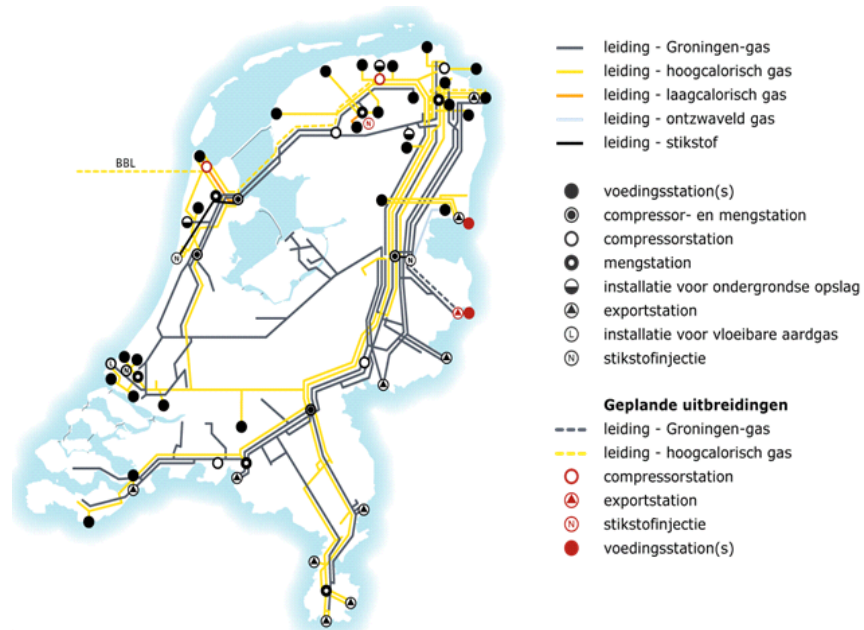 BBL
N
N
N
N
L
N
leiding - Groningen-gas
leiding - hoogcalorisch gas
leiding - laagcalorisch gas
leiding - ontzwaveld gas
leiding - stikstof
voedingsstation(s)
compressor- en mengstation
compressorstation
mengstation
installatie voor ondergrondse opslag
exportstation
L installatie voor vloeibare aardgas
N stikstofinjectie
Geplande uitbreidingen
leiding - Groningen-gas
leiding - hoogcalorisch gas
compressorstation
exportstation
N stikstofinjectie
voedingsstation(s)